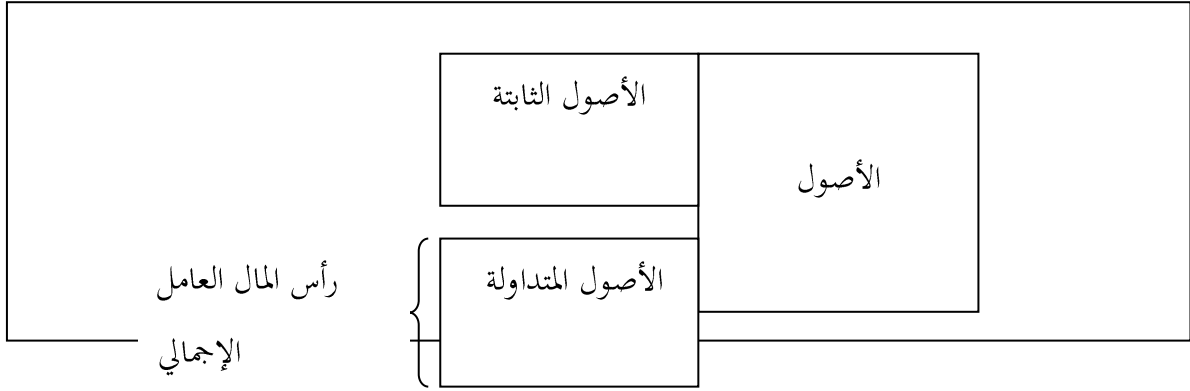 الأصول الثابتة
الأصول
الأصول المتداولة
رأس المال العامل
الإجمالي